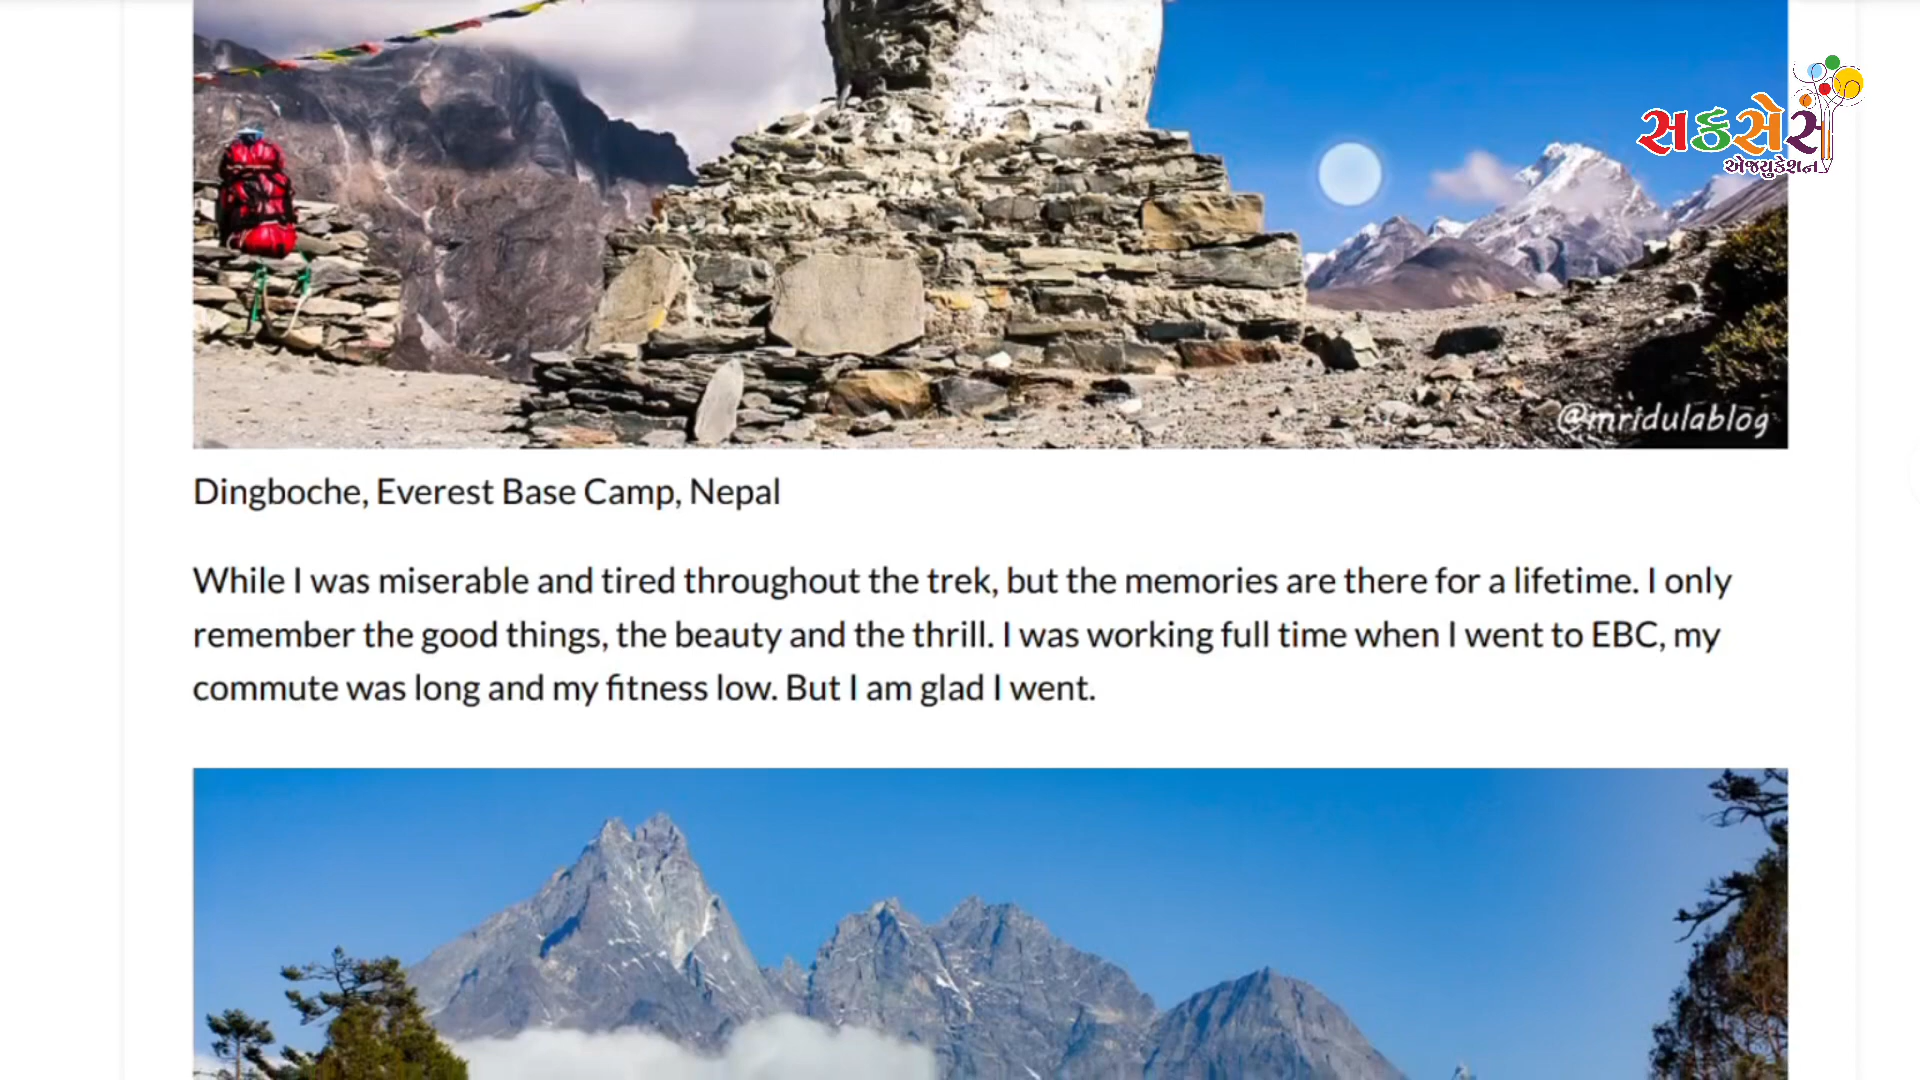 સક્સેસ
એજ્યુકેશન
@mridulablog
Dingboche, Everest Base Camp, Nepal
While I was miserable and tired throughout the trek, but the memories are there for a lifetime. I only
remember the good things, the beauty and the thrill. I was working full time when I went to EBC, my
commute was long and my fitness low. But I am glad I went.